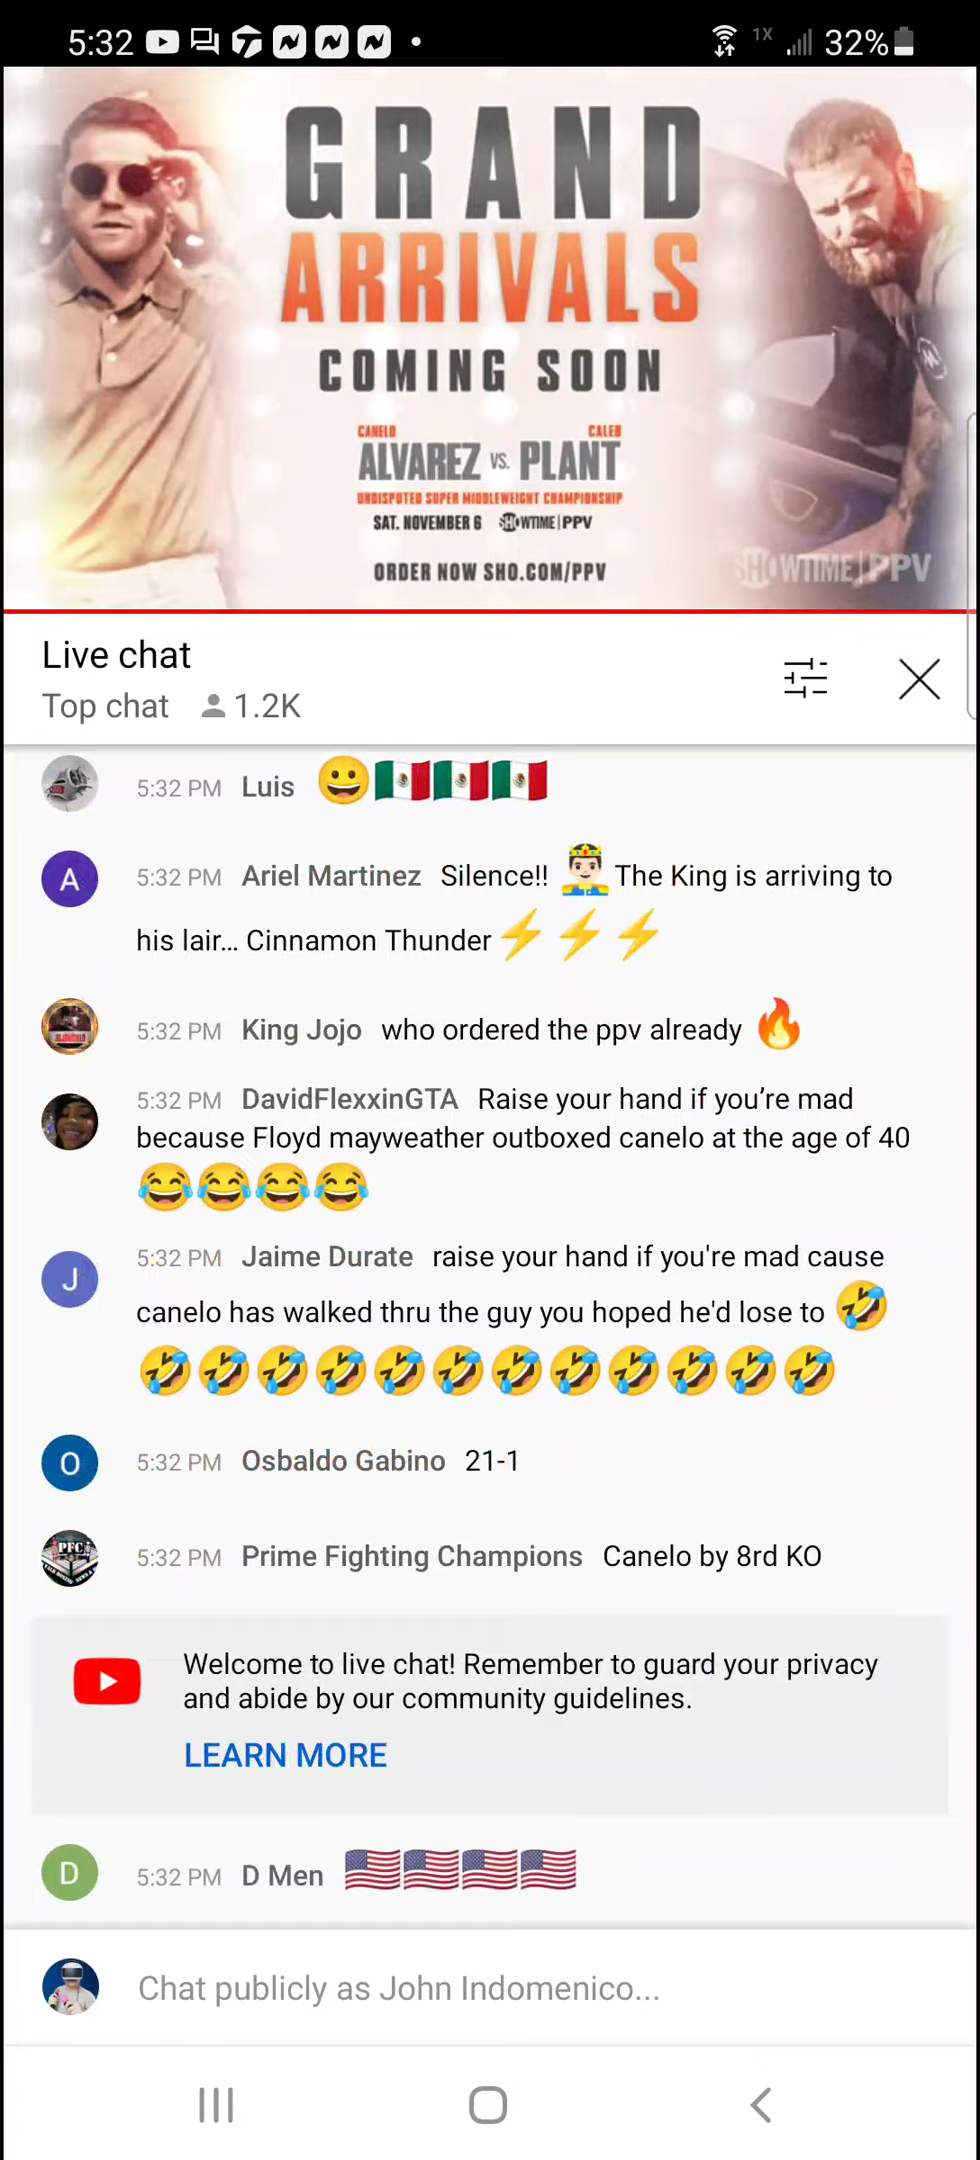 5:32
1X
32%
GRAND
ARRIVALS
COMING SOON
CANELO CALEB
ALVAREZ VS. PLANT
UNDISPUTED SUPER MIDDLEWEIGHT CHAMPIONSHIP
SAT. NOVEMBER 6 SHOWTIME|PPV
ORDER NOW SHO.COM/PPV
SHOWTIME|PPV
Live chat
Top chat 1.2K
5:32 PM Luis 😀🇲🇽🇲🇽🇲🇽
A 5:32 PM Ariel Martinez Silence!! 🤴🏻 The King is arriving to
his lair... Cinnamon Thunder ⚡⚡⚡
5:32 PM King Jojo who ordered the ppv already 🔥
5:32 PM DavidFlexxinGTA Raise your hand if you’re mad
because Floyd mayweather outboxed canelo at the age of 40
😂😂😂😂
J 5:32 PM Jaime Durate raise your hand if you're mad cause
canelo has walked thru the guy you hoped he'd lose to 🤣
🤣🤣🤣🤣🤣🤣🤣🤣🤣🤣🤣🤣
O 5:32 PM Osbaldo Gabino 21-1
PFC
5:32 PM Prime Fighting Champions Canelo by 8rd KO
Welcome to live chat! Remember to guard your privacy
and abide by our community guidelines.
LEARN MORE
D 5:32 PM D Men 🇺🇸🇺🇸🇺🇸🇺🇸
Chat publicly as John Indomenico...